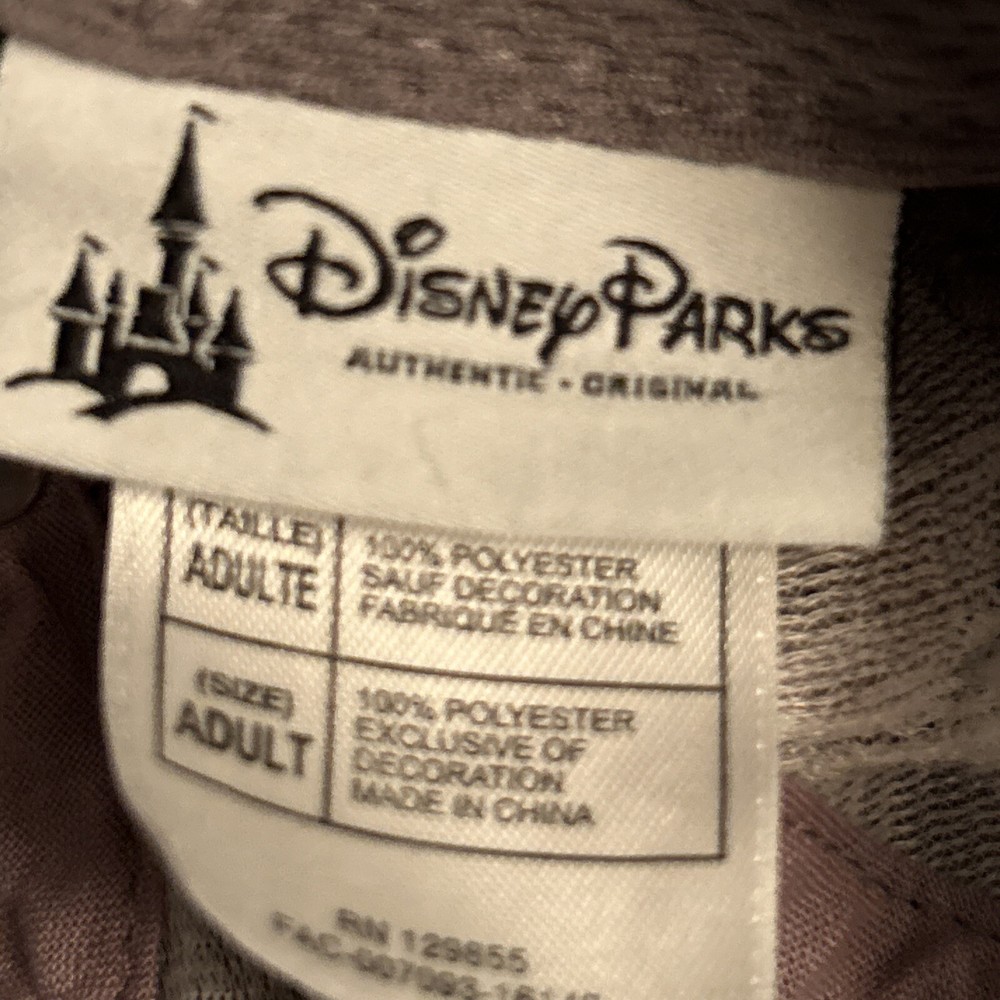 DISNEY PARKS
AUTHENTIC • ORIGINAL
(TAILLE)
ADULTE
100% POLYESTER
SAUF DECORATION
FABRIQUÉ EN CHINE
(SIZE)
ADULT
100% POLYESTER
EXCLUSIVE OF
DECORATION
MADE IN CHINA
RN 129855